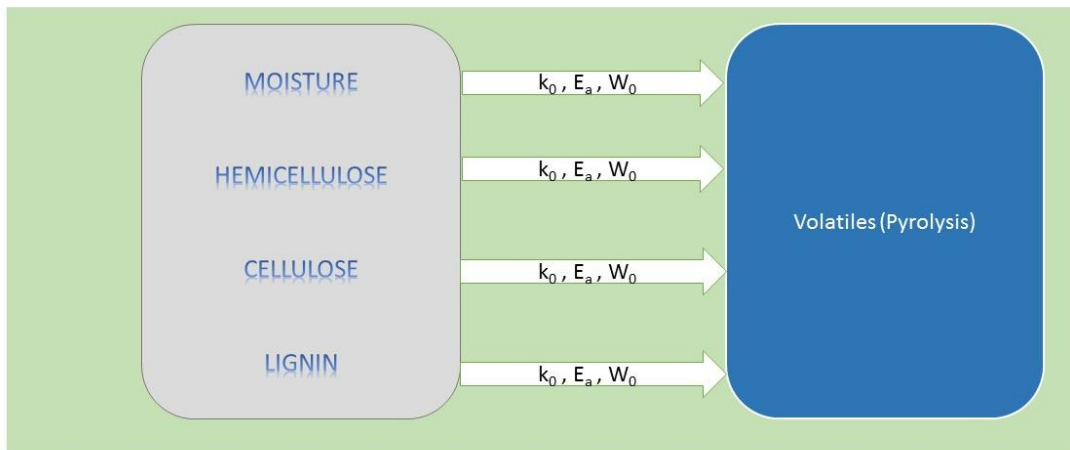 MOISTURE
k₀ , Eₐ , W₀
HEMICELLULOSE
k₀ , Eₐ , W₀
Volatiles (Pyrolysis)
CELLULOSE
k₀ , Eₐ , W₀
LIGNIN
k₀ , Eₐ , W₀